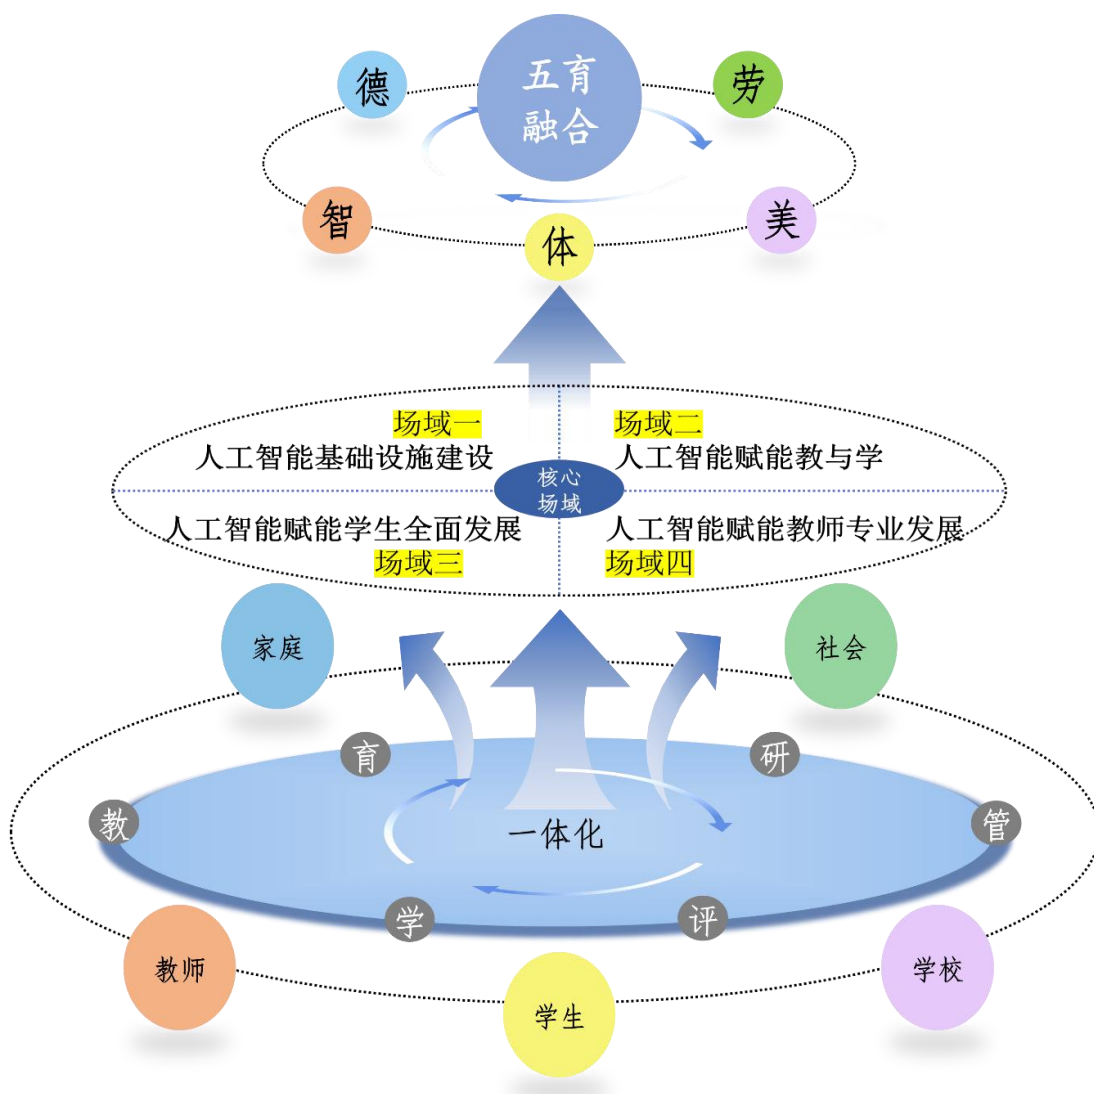 五育
融合
德
劳
智
美
体
场域一
场域二
人工智能基础设施建设
人工智能赋能教与学
核心
场域
人工智能赋能学生全面发展
人工智能赋能教师专业发展
场域三
场域四
家庭
社会
育
研
教
管
一体化
学
评
教师
学校
学生